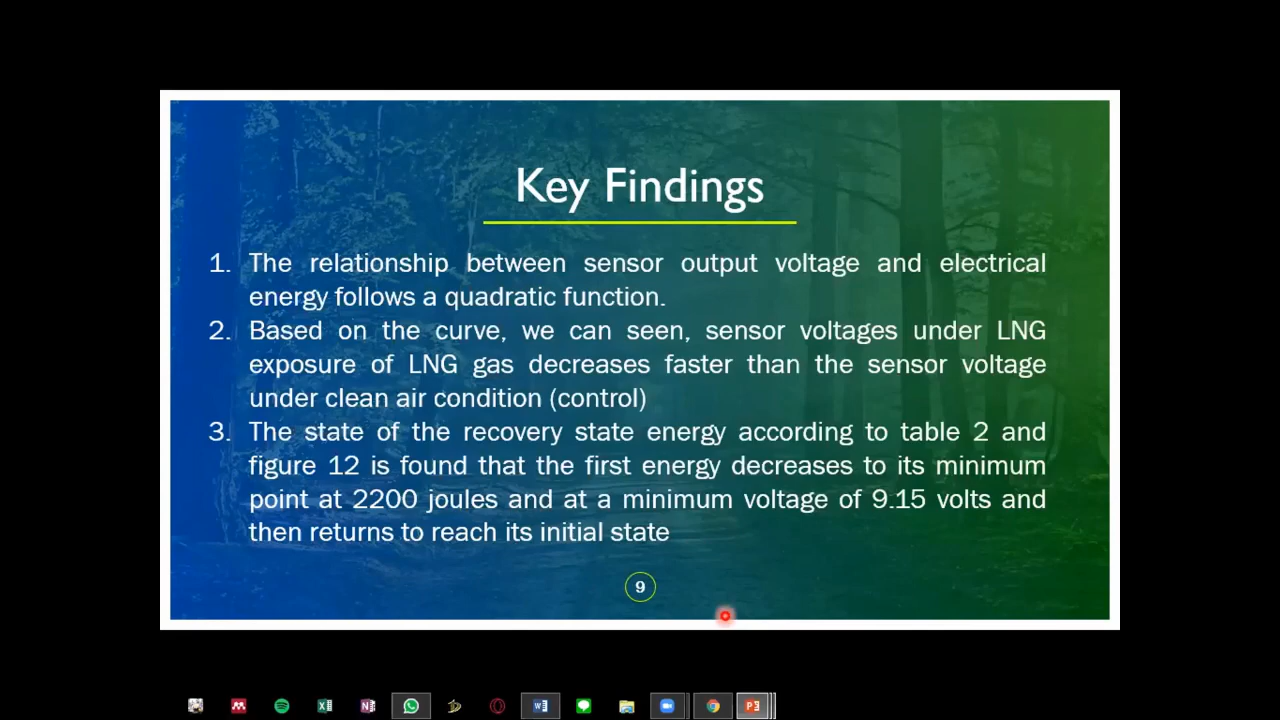 Key Findings
1. The relationship between sensor output voltage and electrical
energy follows a quadratic function.
2. Based on the curve, we can seen, sensor voltages under LNG
exposure of LNG gas decreases faster than the sensor voltage
under clean air condition (control)
3. The state of the recovery state energy according to table 2 and
figure 12 is found that the first energy decreases to its minimum
point at 2200 joules and at a minimum voltage of 9.15 volts and
then returns to reach its initial state
9